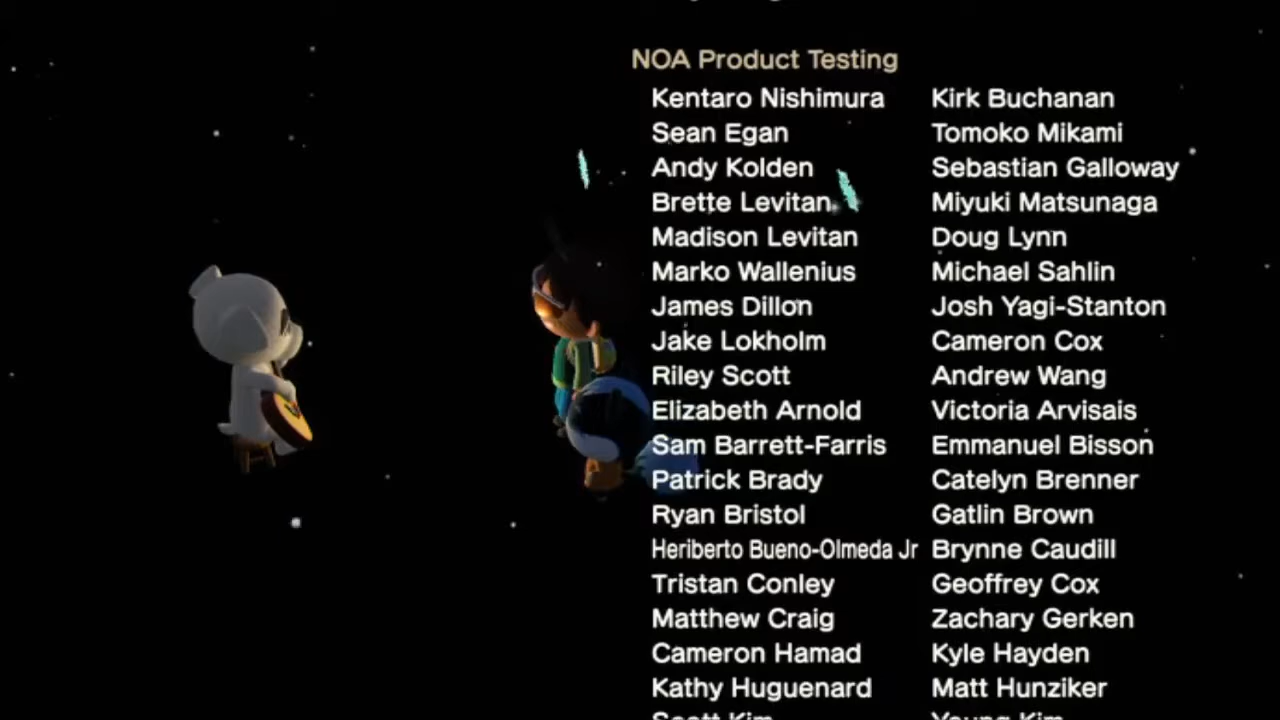 NOA Product Testing
Kentaro Nishimura Kirk Buchanan
Sean Egan Tomoko Mikami
Andy Kolden Sebastian Galloway
Brette Levitan Miyuki Matsunaga
Madison Levitan Doug Lynn
Marko Wallenius Michael Sahlin
James Dillon Josh Yagi-Stanton
Jake Lokholm Cameron Cox
Riley Scott Andrew Wang
Elizabeth Arnold Victoria Arvisais
Sam Barrett-Farris Emmanuel Bisson
Patrick Brady Catelyn Brenner
Ryan Bristol Gatlin Brown
Heriberto Bueno-Olmeda Jr Brynne Caudill
Tristan Conley Geoffrey Cox
Matthew Craig Zachary Gerken
Cameron Hamad Kyle Hayden
Kathy Huguenard Matt Hunziker